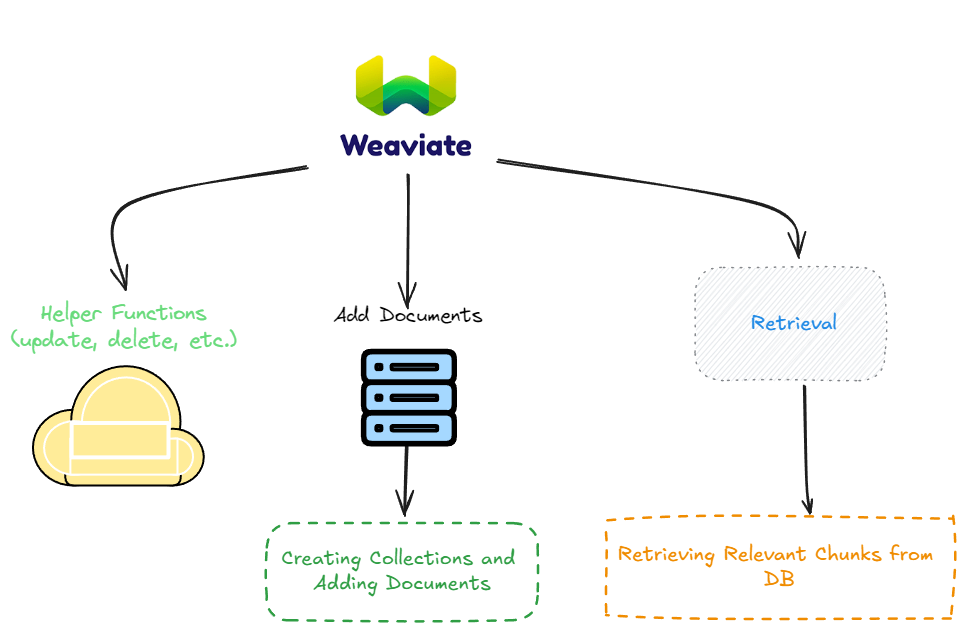 Weaviate
Helper Functions
(update, delete, etc.)
Add Documents
Retrieval
Creating Collections and
Adding Documents
Retrieving Relevant Chunks from
DB